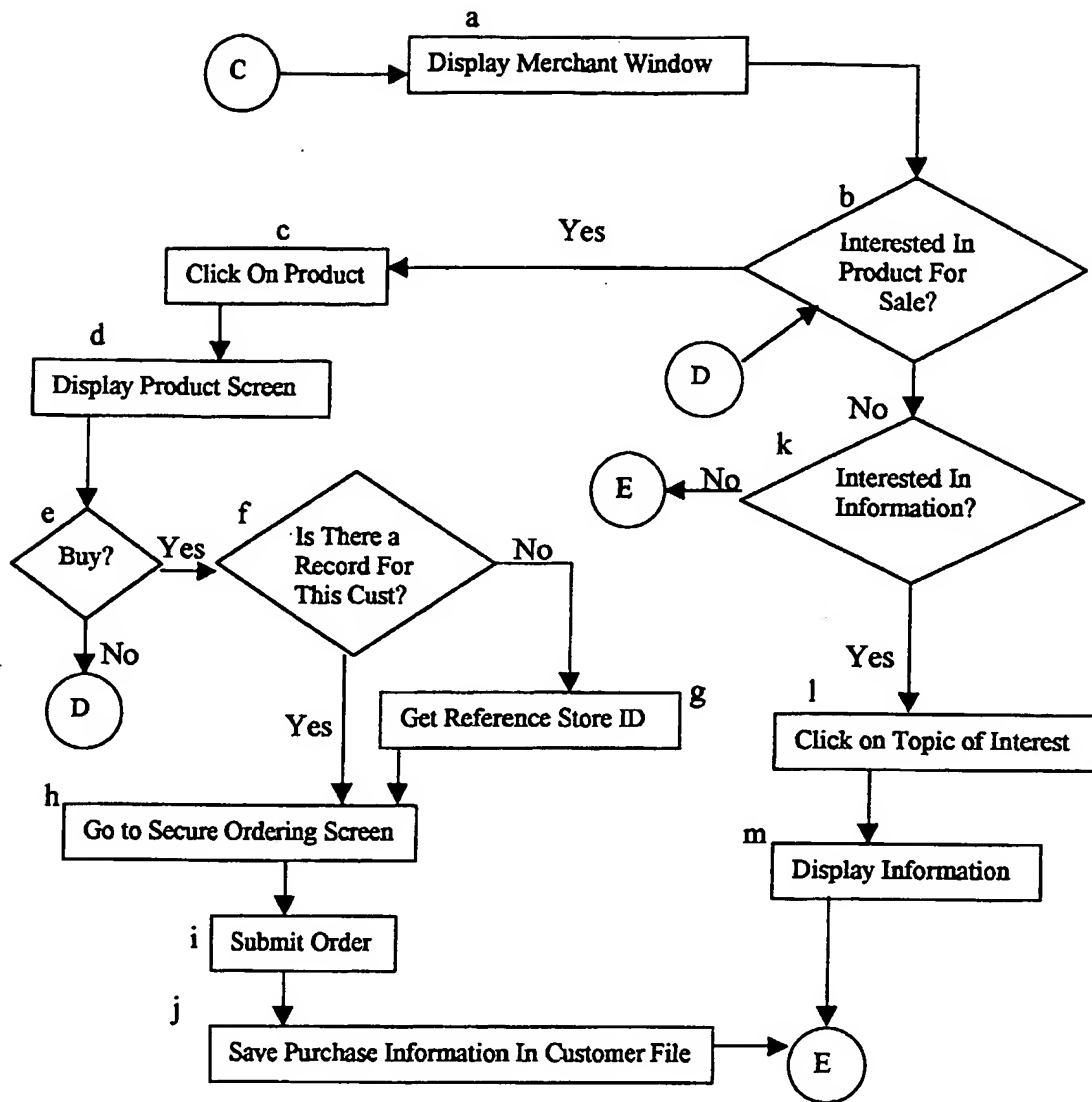 a
C
Display Merchant Window
b
Yes
c
Interested In
Product For
Sale?
Click On Product
d
D
Display Product Screen
No
k
E
No
Interested In
Information?
e
f
Buy?
Yes
Is There a
Record For
This Cust?
No
No
D
Yes
Yes
g
Get Reference Store ID
l
Click on Topic of Interest
h
Go to Secure Ordering Screen
m
Display Information
i
Submit Order
j
Save Purchase Information In Customer File
E